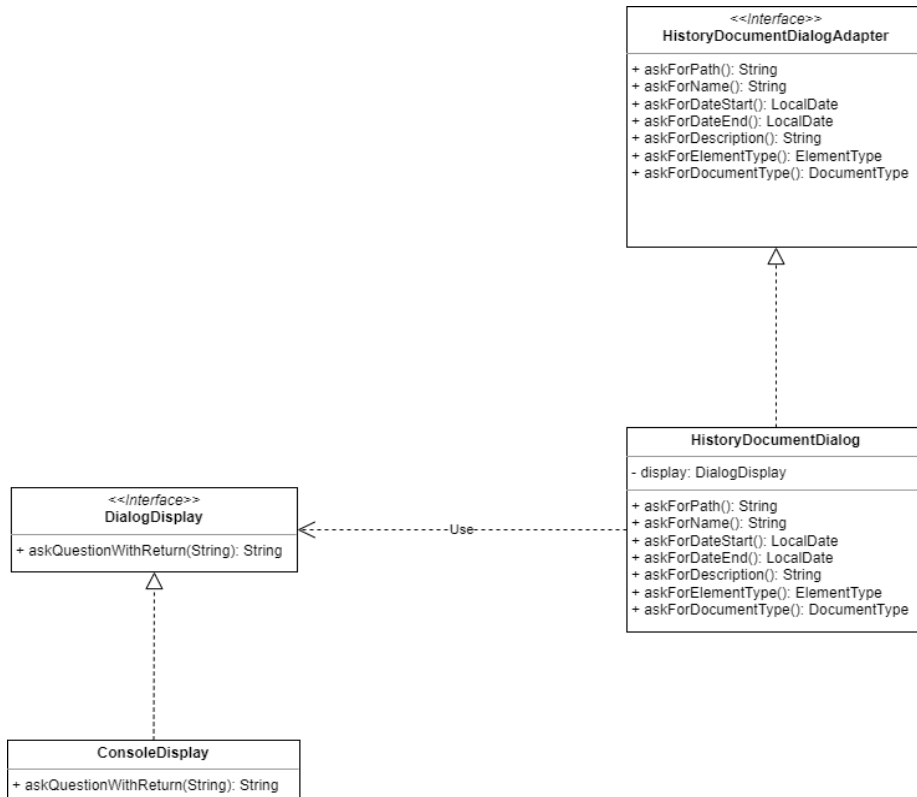 <<Interface>>
HistoryDocumentDialogAdapter
+ askForPath(): String
+ askForName(): String
+ askForDateStart(): LocalDate
+ askForDateEnd(): LocalDate
+ askForDescription(): String
+ askForElementType(): ElementType
+ askForDocumentType(): DocumentType
HistoryDocumentDialog
- display: DialogDisplay
+ askForPath(): String
+ askForName(): String
+ askForDateStart(): LocalDate
+ askForDateEnd(): LocalDate
+ askForDescription(): String
+ askForElementType(): ElementType
+ askForDocumentType(): DocumentType
Use
<<Interface>>
DialogDisplay
+ askQuestionWithReturn(String): String
ConsoleDisplay
+ askQuestionWithReturn(String): String